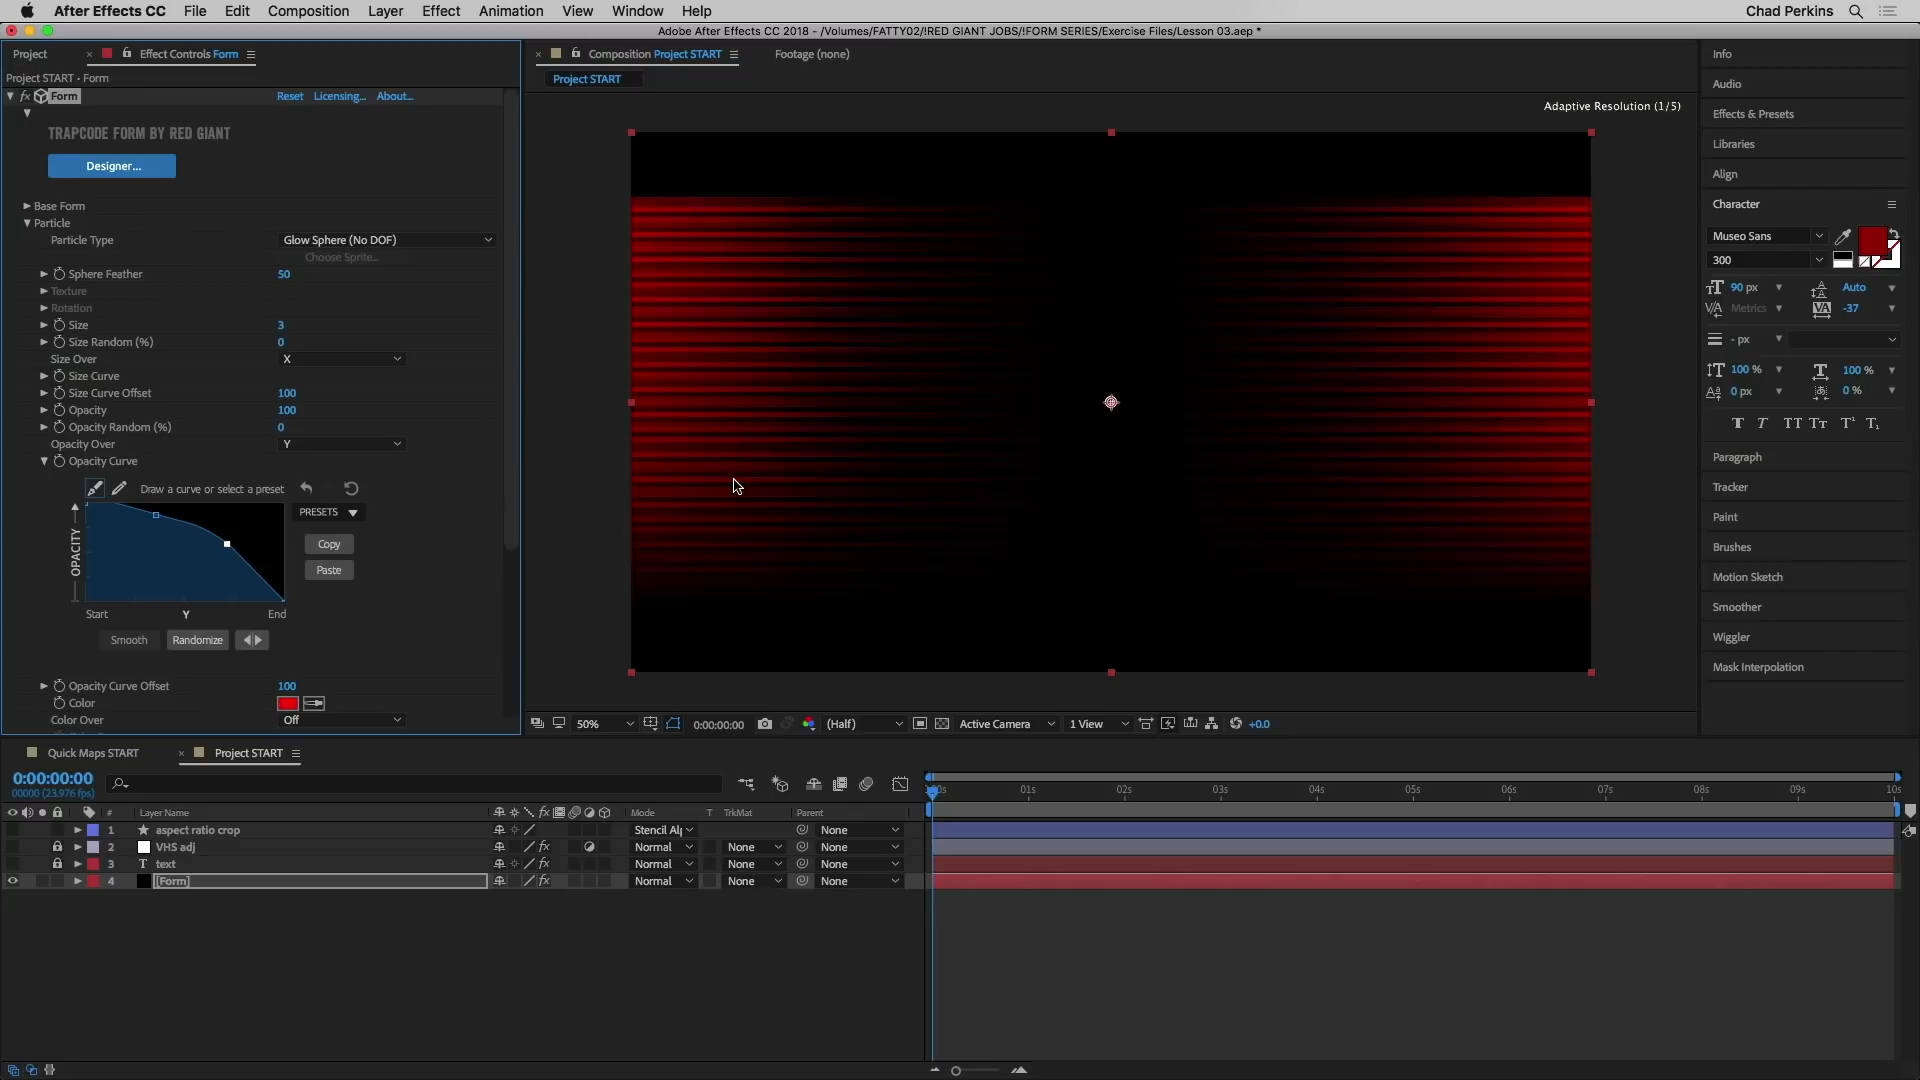 After Effects CC File Edit Composition Layer Effect Animation View Window Help Chad Perkins
Adobe After Effects CC 2018 - /Volumes/FATTY02/!RED GIANT JOBS/!FORM SERIES/Exercise Files/Lesson 03.aep *
Project Effect Controls Form
Composition Project START Footage (none)
Info
Project START • Form
Project START
Audio
fx Form Reset Licensing... About...
Adaptive Resolution (1/5)
Effects & Presets
TRAPCODE FORM BY RED GIANT
Libraries
Designer...
Align
Base Form
Character
Particle
Particle Type Glow Sphere (No DOF)
Museo Sans
Choose Sprite...
300
Sphere Feather 50
Texture
90 px Auto
Rotation
Metrics -37
Size 3
Size Random (%) 0
- px
Size Over X
Size Curve
100 % 100 %
Size Curve Offset 100
0 px 0 %
Opacity 100
Opacity Random (%) 0
T T TT Tт T¹ T₁
Opacity Over Y
Opacity Curve
Paragraph
Draw a curve or select a preset
Tracker
PRESETS
Paint
OPACITY
Copy
Brushes
Paste
Motion Sketch
Start Y End
Smoother
Smooth Randomize
Wiggler
Mask Interpolation
Opacity Curve Offset 100
Color
Color Over Off
50% 0:00:00:00 (Half) Active Camera 1 View +0.0
Quick Maps START Project START
0:00:00:00
00000 (23.976 fps)
01s 02s 03s 04s 05s 06s 07s 08s 09s 10s
# Layer Name Mode T TrkMat Parent
1 aspect ratio crop Stencil Al None
2 VHS adj fx Normal None None
3 T text fx Normal None None
4 [Form] fx Normal None None